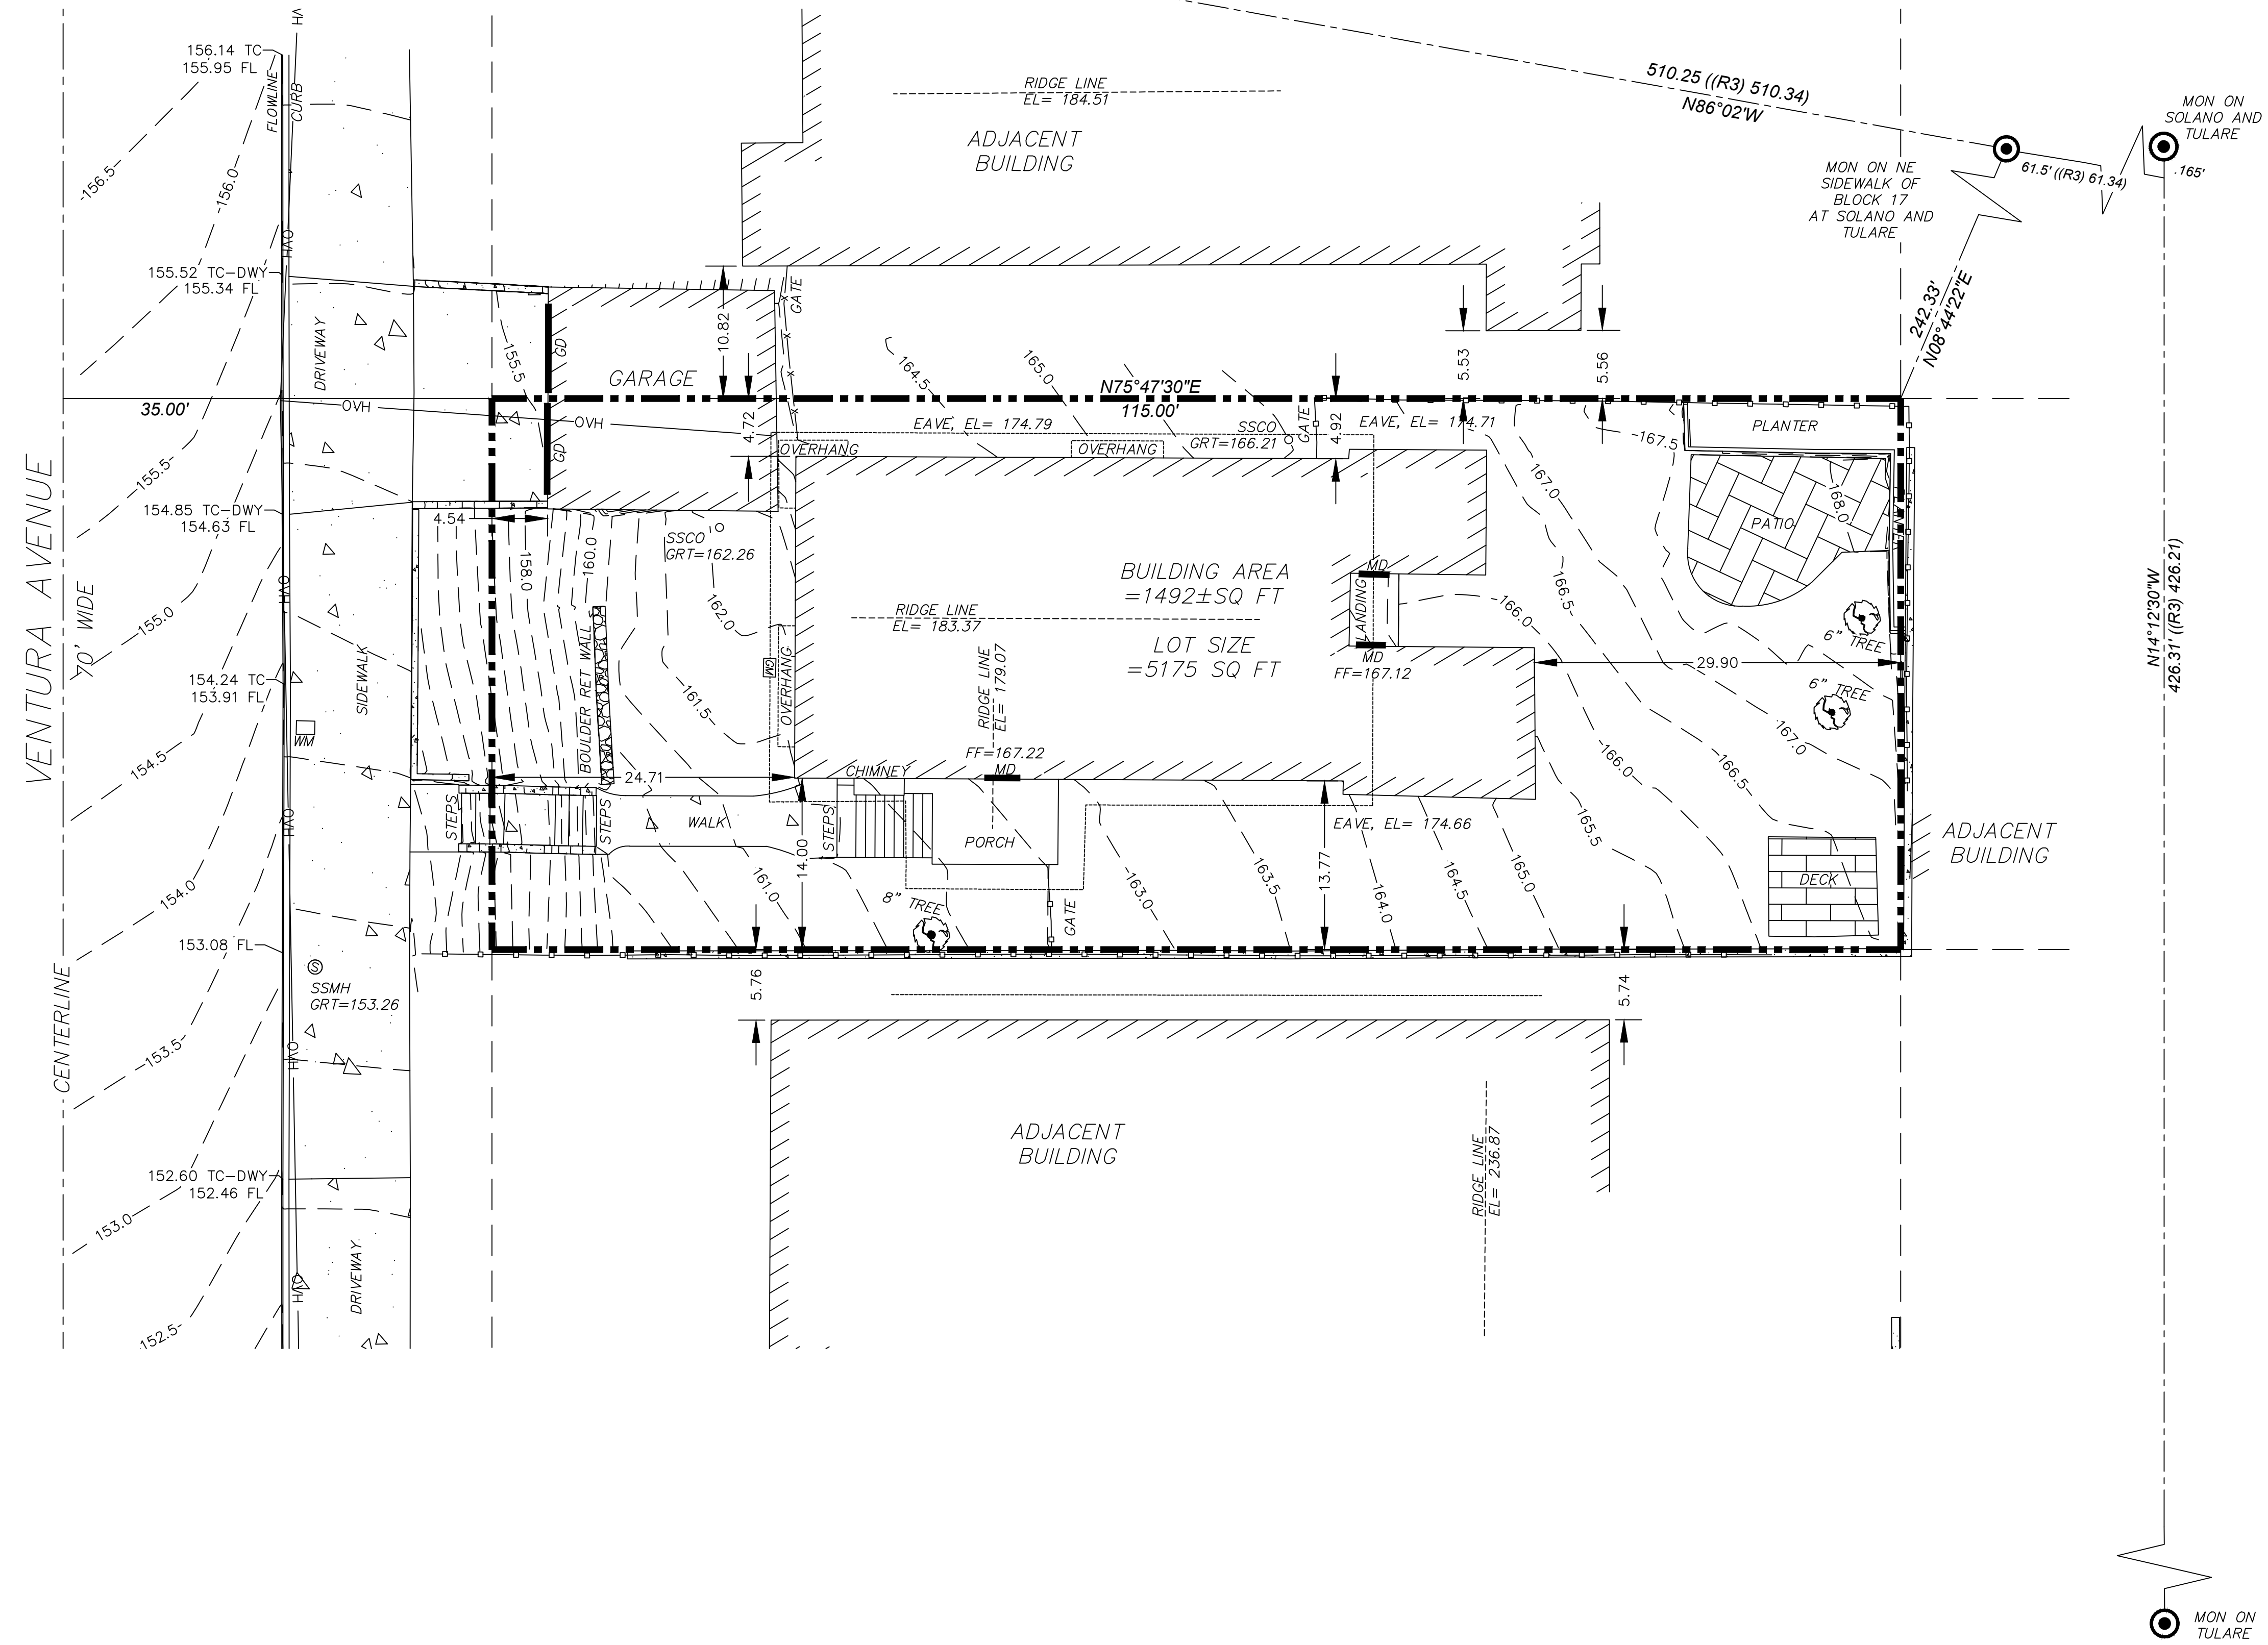 156.14 TC
155.95 FL
FLOWLINE
CURB
VH
-156.5-
-156.0-
OVH
155.52 TC-DWY
155.34 FL
DRIVEWAY
35.00'
OVH
OVH
155.5-
154.85 TC-DWY
154.63 FL
VENTURA AVENUE
70' WIDE
155.0
OVH
SIDEWALK
154.24 TC
153.91 FL
WM
154.5-
OVH
154.0
153.08 FL
CENTERLINE
SSMH
GRT=153.26
153.5-
OVH
152.60 TC-DWY
152.46 FL
153.0
DRIVEWAY
OVH
152.5-
RIDGE LINE
EL= 184.51
ADJACENT
BUILDING
510.25 ((R3) 510.34)
N86°02'W
MON ON
SOLANO AND
TULARE
MON ON NE
SIDEWALK OF
BLOCK 17
AT SOLANO AND
TULARE
61.5' ((R3) 61.34)
.165'
242.33'
N08°44'22"E
GATE
10.82
5.53
5.56
155.5
GD
GARAGE
164.5
165.0
N75°47'30"E
115.00'
4.72
EAVE, EL= 174.79
SSCO
GRT=166.21
GATE
4.92
EAVE, EL= 174.71
-167.5
PLANTER
GD
OVERHANG
OVERHANG
167.0
168.0
PATIO
4.54
158.0
160.0
SSCO
GRT=162.26
162.0
BUILDING AREA
=1492±SQ FT
MD
LANDING
166.5-
-166.0
RIDGE LINE
EL= 183.37
LOT SIZE
=5175 SQ FT
MD
FF=167.12
6" TREE
29.90
6" TREE
BOULDER RET WALL
GM
OVERHANG
-161.5
RIDGE LINE
EL= 179.07
-167.0
-166.0
-166.5
FF=167.22
MD
CHIMNEY
24.71
STEPS
STEPS
WALK
STEPS
14.00
PORCH
EAVE, EL= 174.66
165.5
13.77
161.0
-163.0
163.5
164.0
164.5
165.0
DECK
8" TREE
GATE
ADJACENT
BUILDING
5.76
5.74
ADJACENT
BUILDING
RIDGE LINE
EL= 236.87
N14°12'30"W
426.31' ((R3) 426.21)
MON ON
TULARE